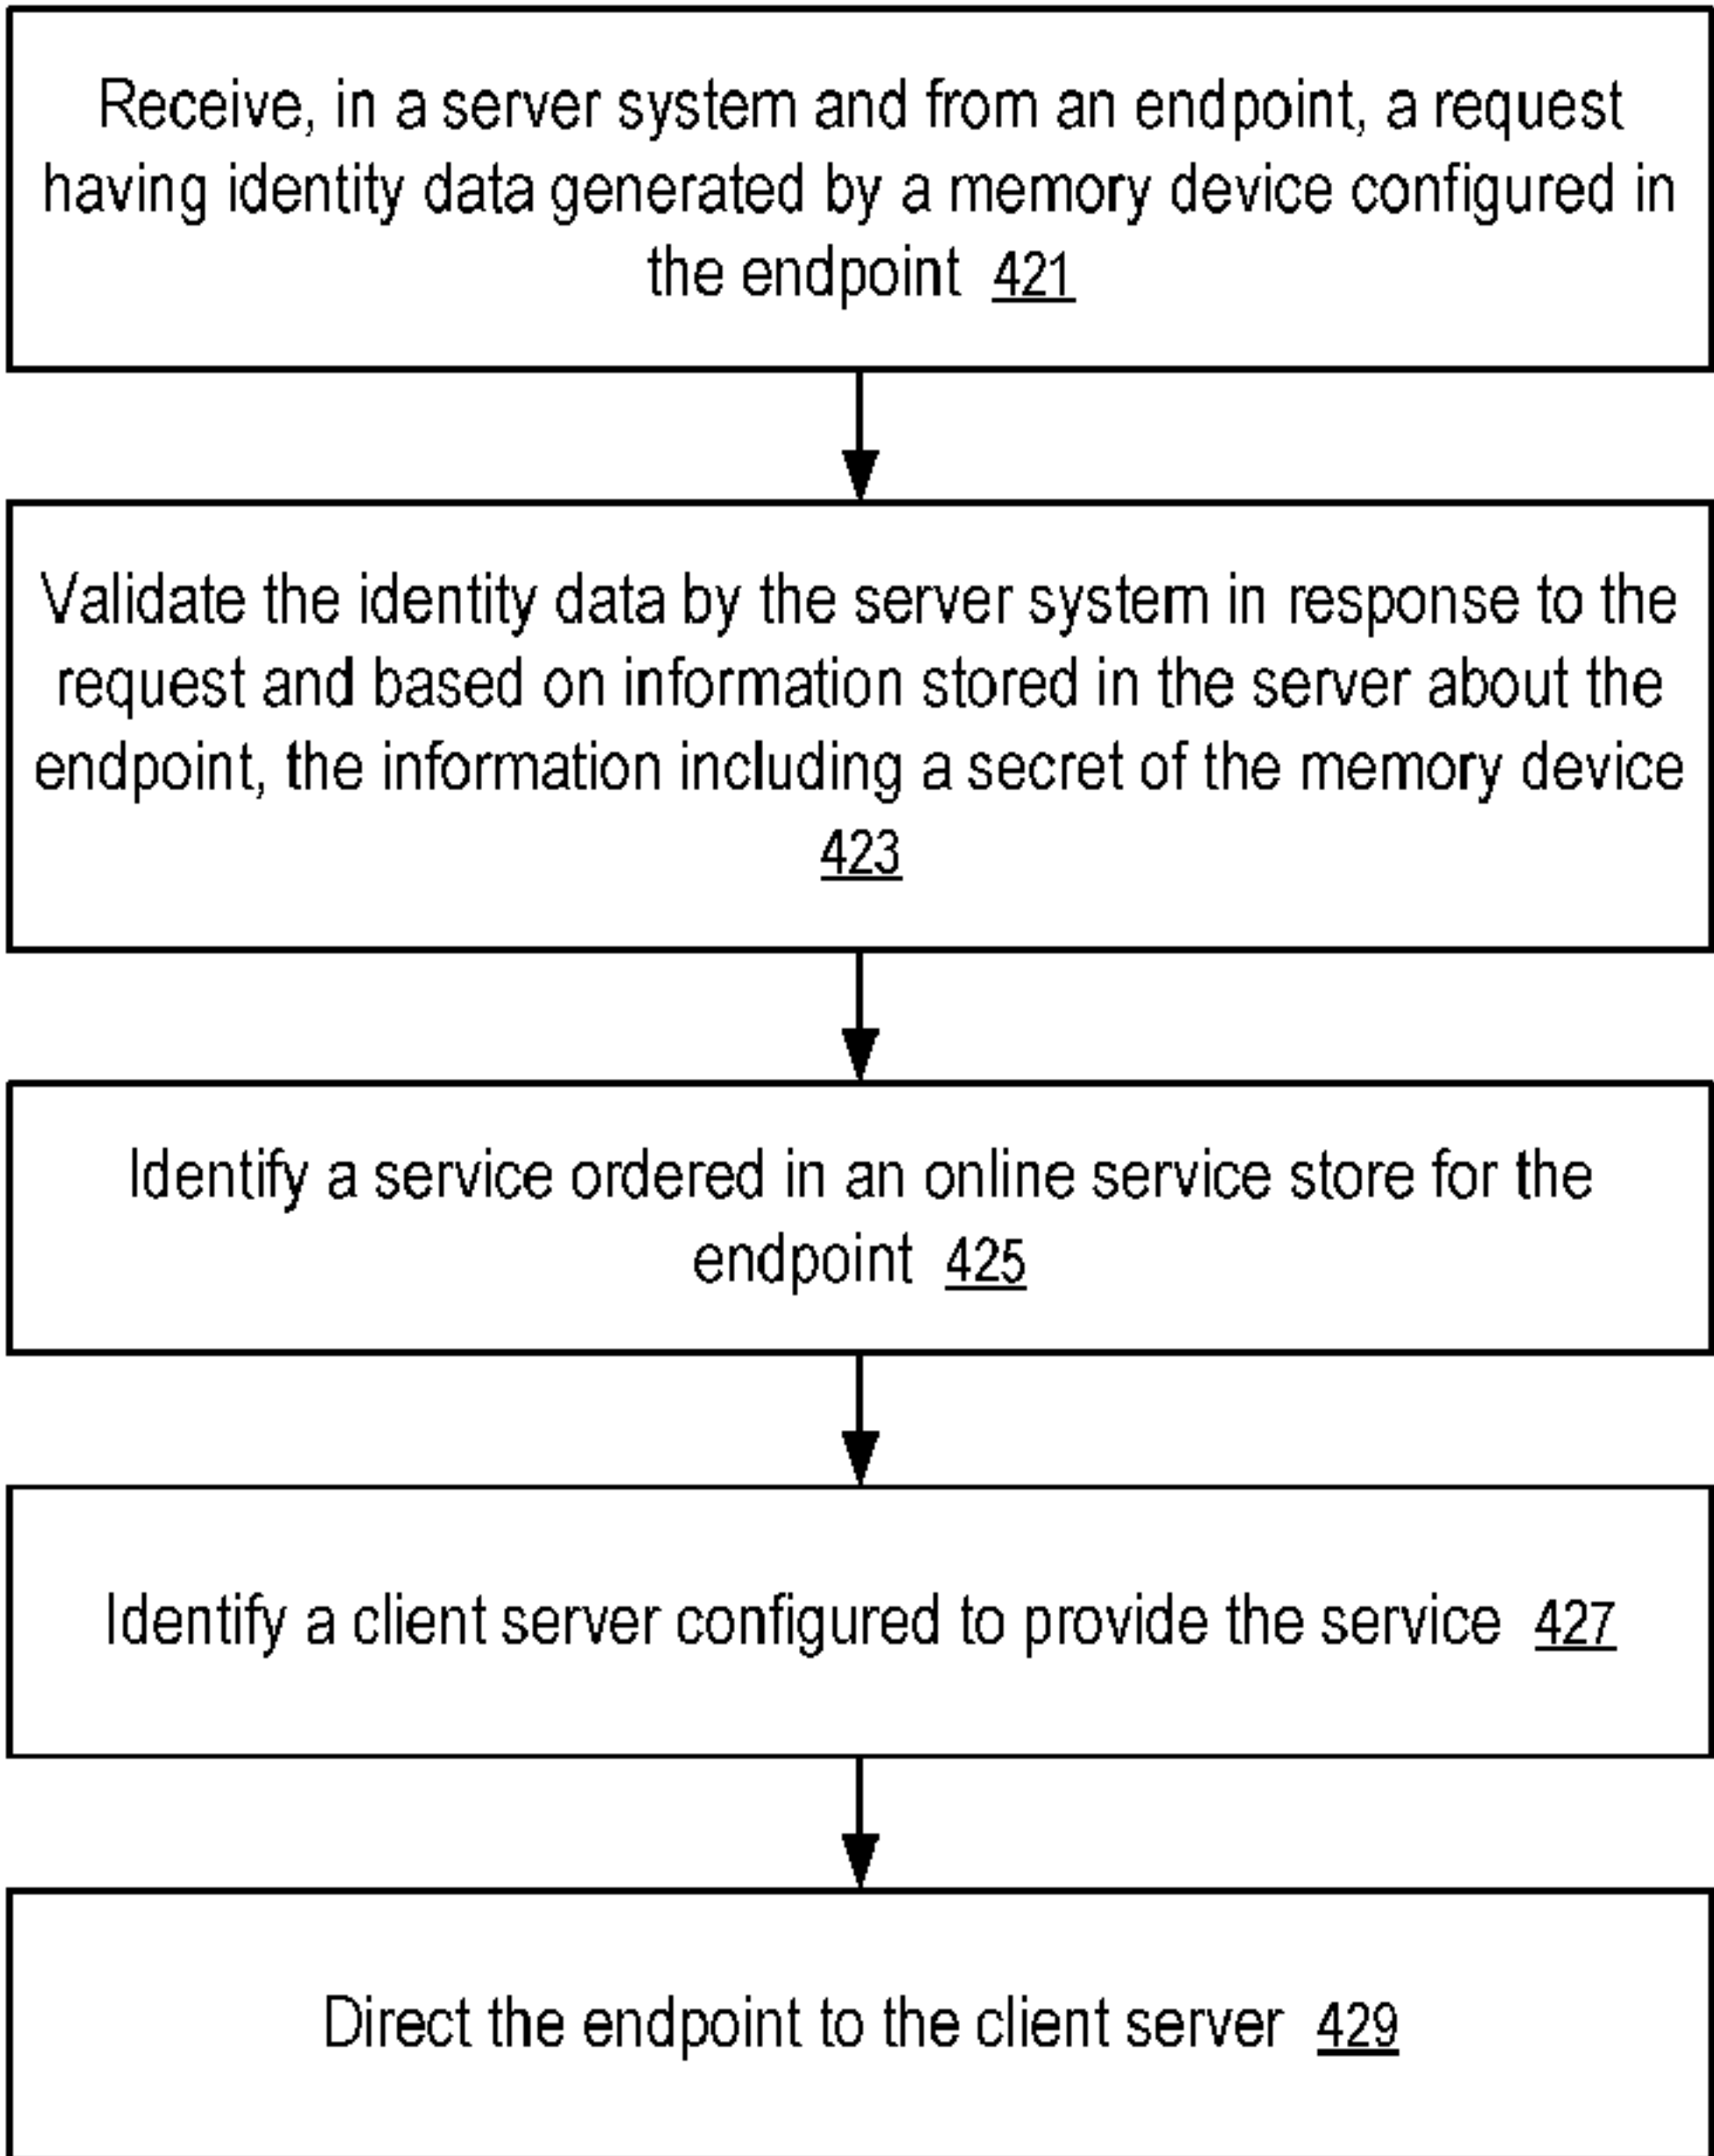 Receive, in a server system and from an endpoint, a request
having identity data generated by a memory device configured in
the endpoint 421
Validate the identity data by the server system in response to the
request and based on information stored in the server about the
endpoint, the information including a secret of the memory device
423
Identify a service ordered in an online service store for the
endpoint 425
Identify a client server configured to provide the service 427
Direct the endpoint to the client server 429